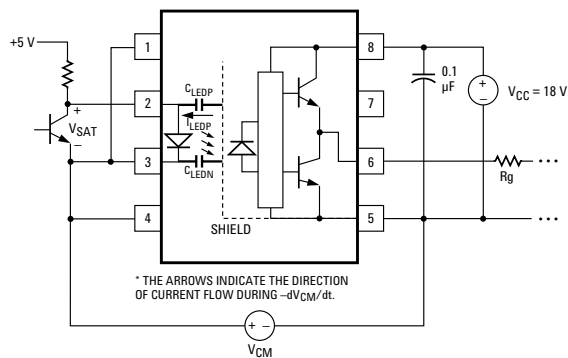 +5 V
1
8
C_LEDP
0.1
µF
V_CC = 18 V
2
7
+
V_SAT
–
I_LEDP
+
–
3
6
C_LEDN
Rg
4
5
SHIELD
* THE ARROWS INDICATE THE DIRECTION
OF CURRENT FLOW DURING –dV_CM/dt.
+ –
V_CM